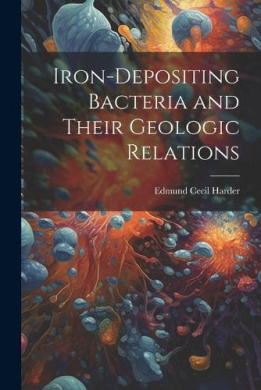 Iron-Depositing
Bacteria and
Their Geologic
Relations
Edmund Cecil Harder